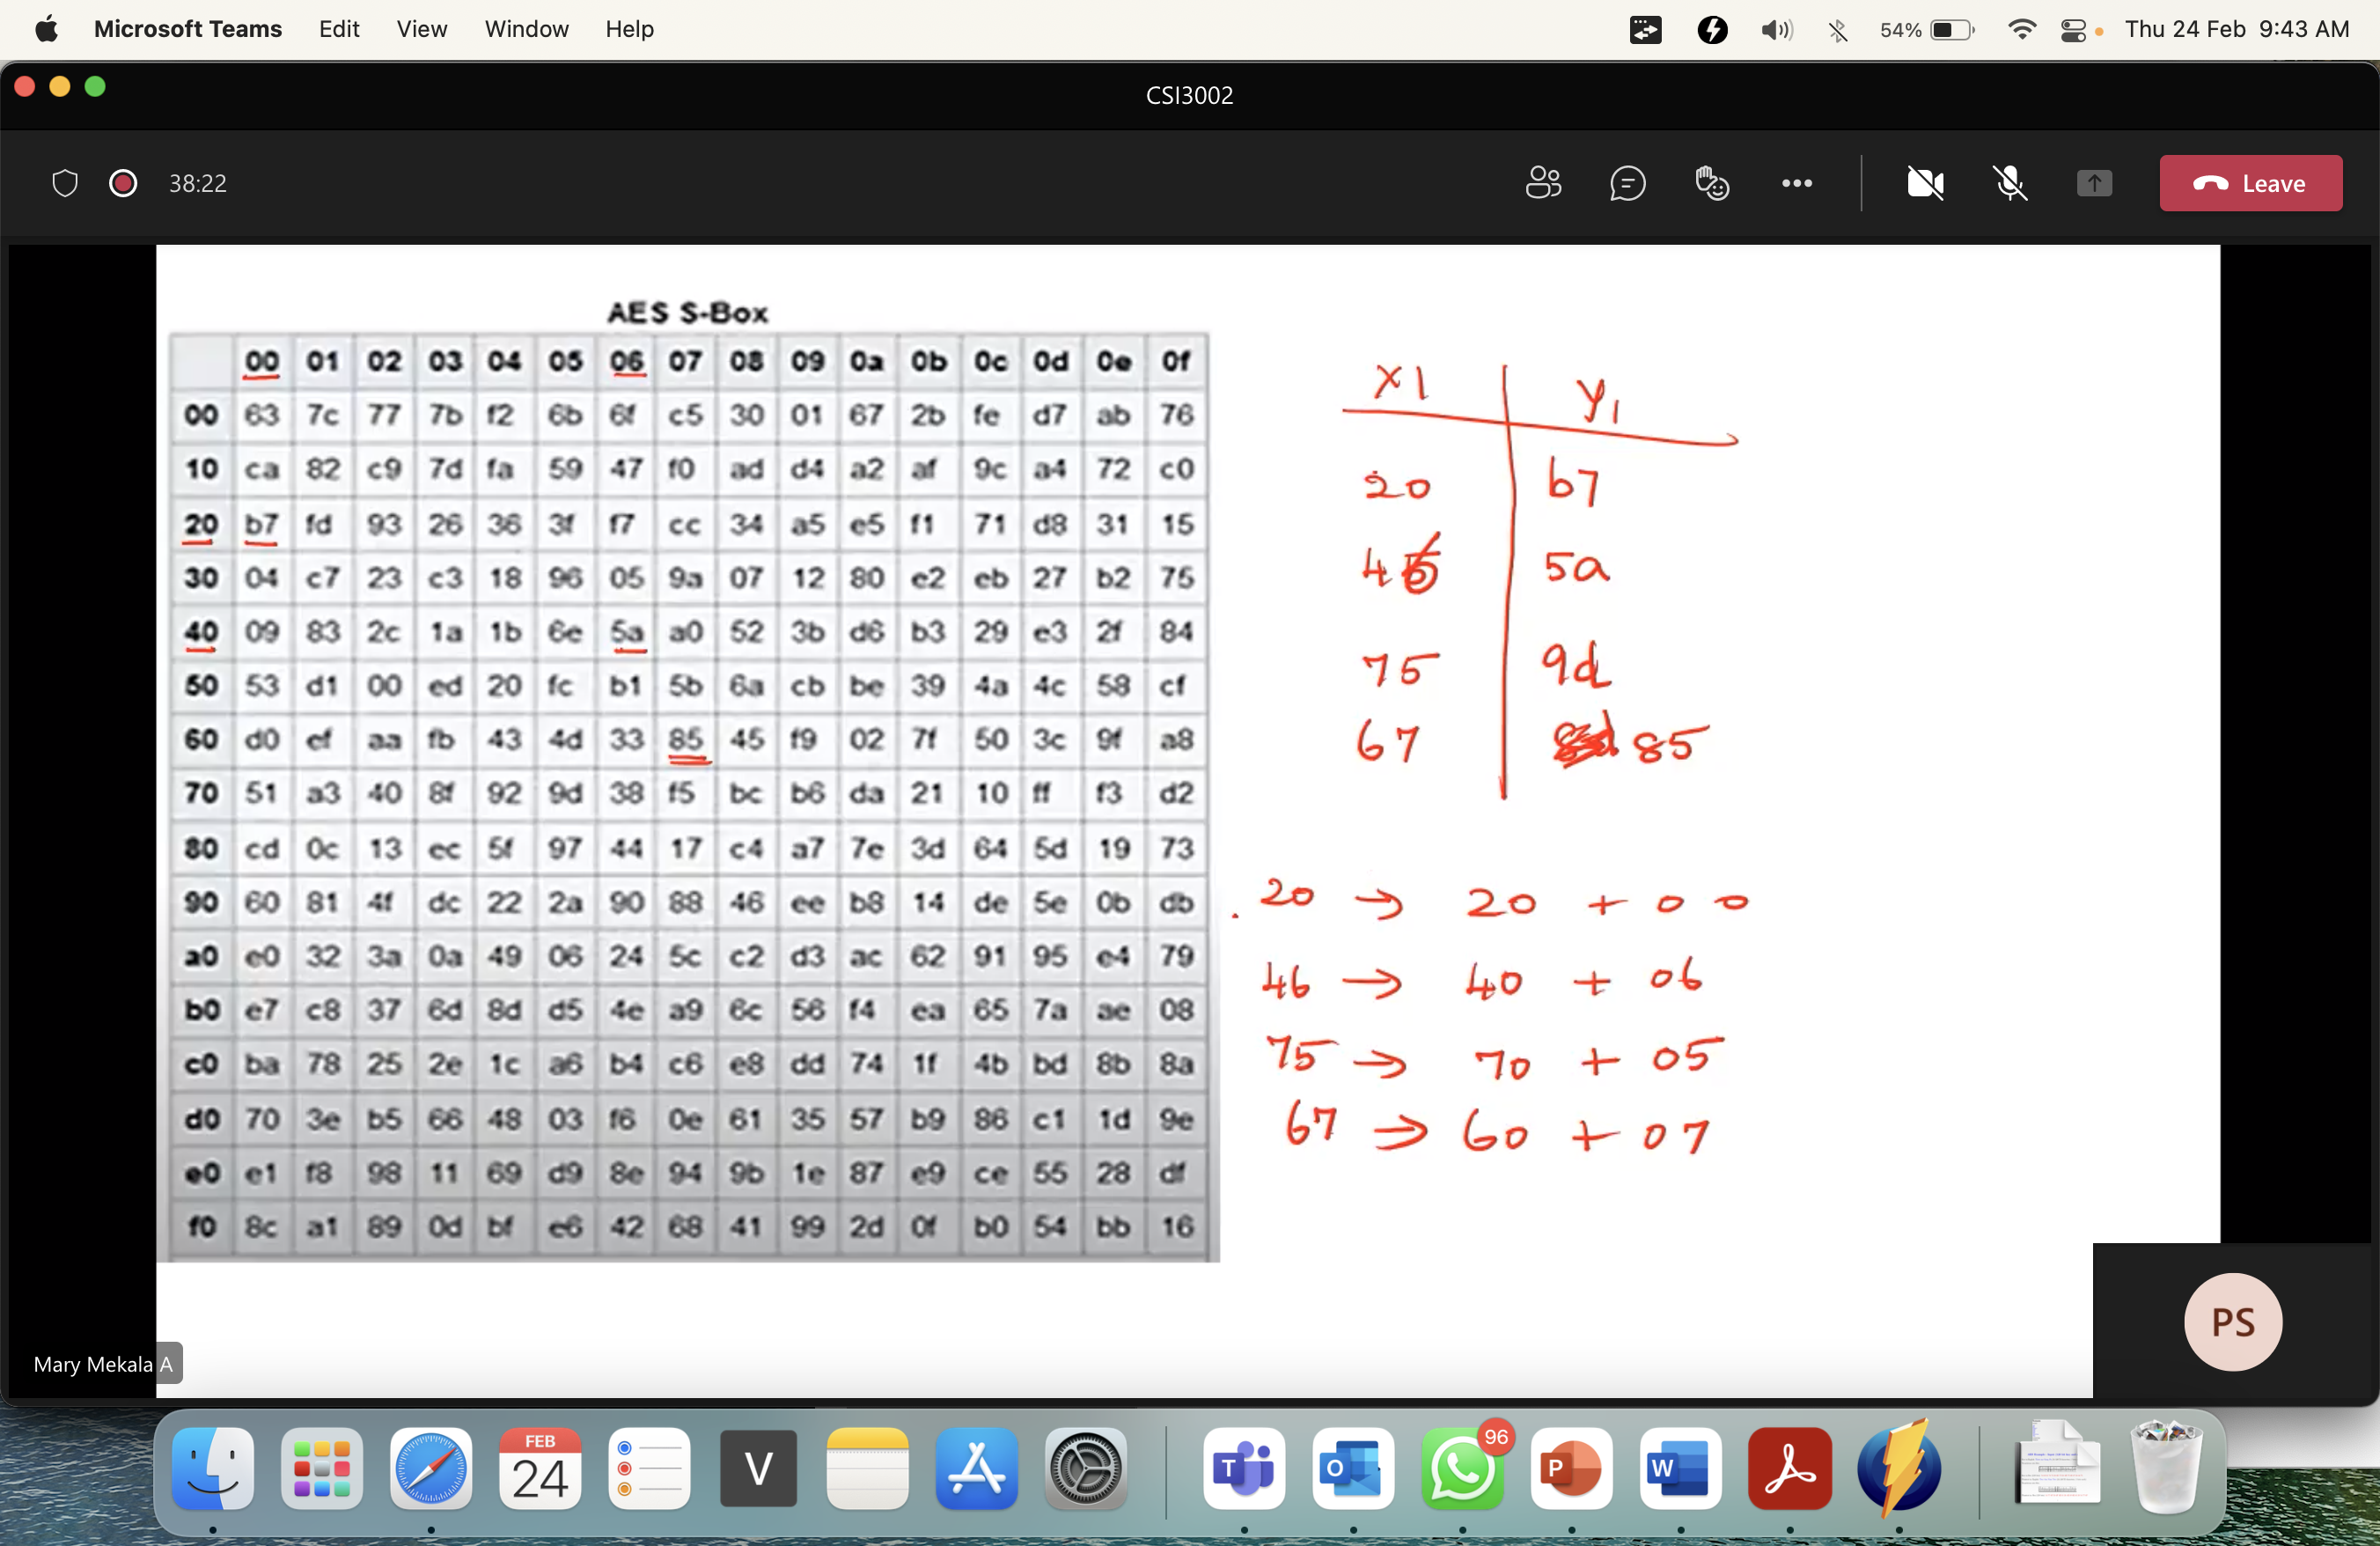 Microsoft Teams Edit View Window Help 54% Thu 24 Feb 9:43 AM
CSI3002
38:22 Leave
AES S-Box
00 01 02 03 04 05 06 07 08 09 0a 0b 0c 0d 0e 0f
00 63 7c 77 7b f2 6b 6f c5 30 01 67 2b fe d7 ab 76
10 ca 82 c9 7d fa 59 47 f0 ad d4 a2 af 9c a4 72 c0
20 b7 fd 93 26 36 3f f7 cc 34 a5 e5 f1 71 d8 31 15
30 04 c7 23 c3 18 96 05 9a 07 12 80 e2 eb 27 b2 75
40 09 83 2c 1a 1b 6e 5a a0 52 3b d6 b3 29 e3 2f 84
50 53 d1 00 ed 20 fc b1 5b 6a cb be 39 4a 4c 58 cf
60 d0 ef aa fb 43 4d 33 85 45 f9 02 7f 50 3c 9f a8
70 51 a3 40 8f 92 9d 38 f5 bc b6 da 21 10 ff f3 d2
80 cd 0c 13 ec 5f 97 44 17 c4 a7 7e 3d 64 5d 19 73
90 60 81 4f dc 22 2a 90 88 46 ee b8 14 de 5e 0b db
a0 e0 32 3a 0a 49 06 24 5c c2 d3 ac 62 91 95 e4 79
b0 e7 c8 37 6d 8d d5 4e a9 6c 56 f4 ea 65 7a ae 08
c0 ba 78 25 2e 1c a6 b4 c6 e8 dd 74 1f 4b bd 8b 8a
d0 70 3e b5 66 48 03 f6 0e 61 35 57 b9 86 c1 1d 9e
e0 e1 f8 98 11 69 d9 8e 94 9b 1e 87 e9 ce 55 28 df
f0 8c a1 89 0d bf e6 42 68 41 99 2d 0f b0 54 bb 16
x1 y1
20 b7
46 5a
75 9d
67 85
20 → 20 + 00
46 → 40 + 06
75 → 70 + 05
67 → 60 + 07
PS
Mary Mekala A
FEB
24
V
T
O
96
P
W